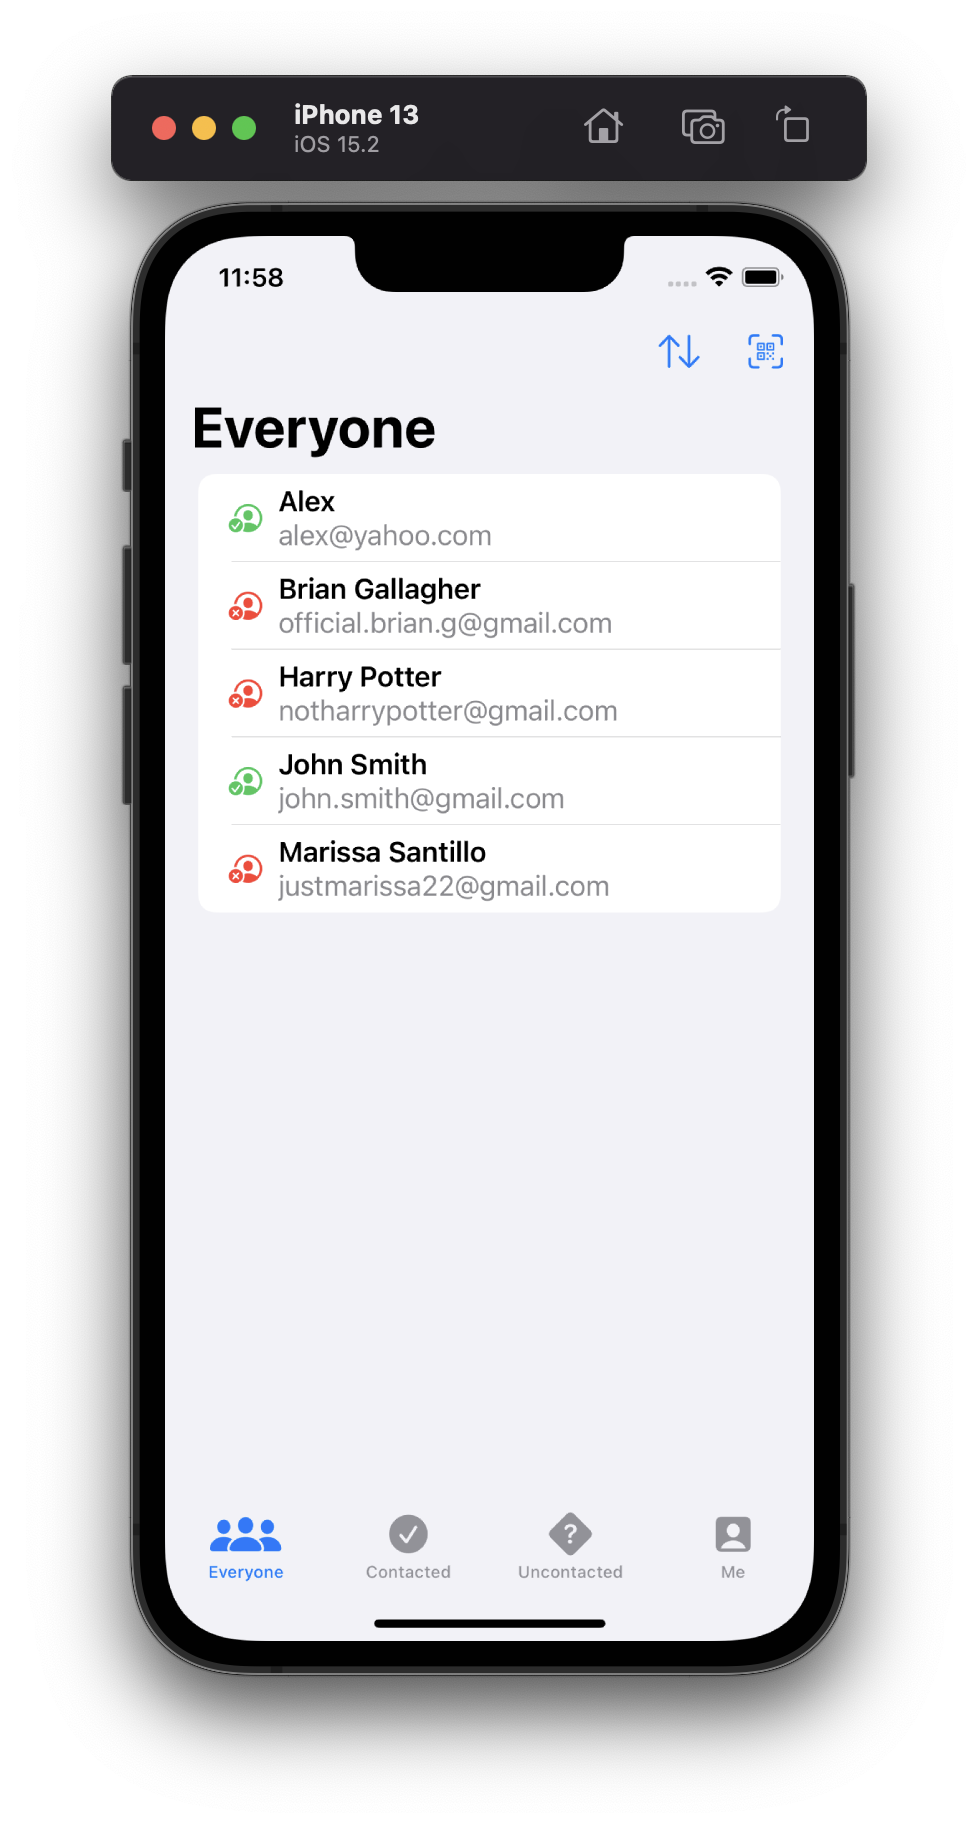 iPhone 13
iOS 15.2
11:58
Everyone
Alex
alex@yahoo.com
Brian Gallagher
official.brian.g@gmail.com
Harry Potter
notharrypotter@gmail.com
John Smith
john.smith@gmail.com
Marissa Santillo
justmarissa22@gmail.com
Everyone Contacted Uncontacted Me